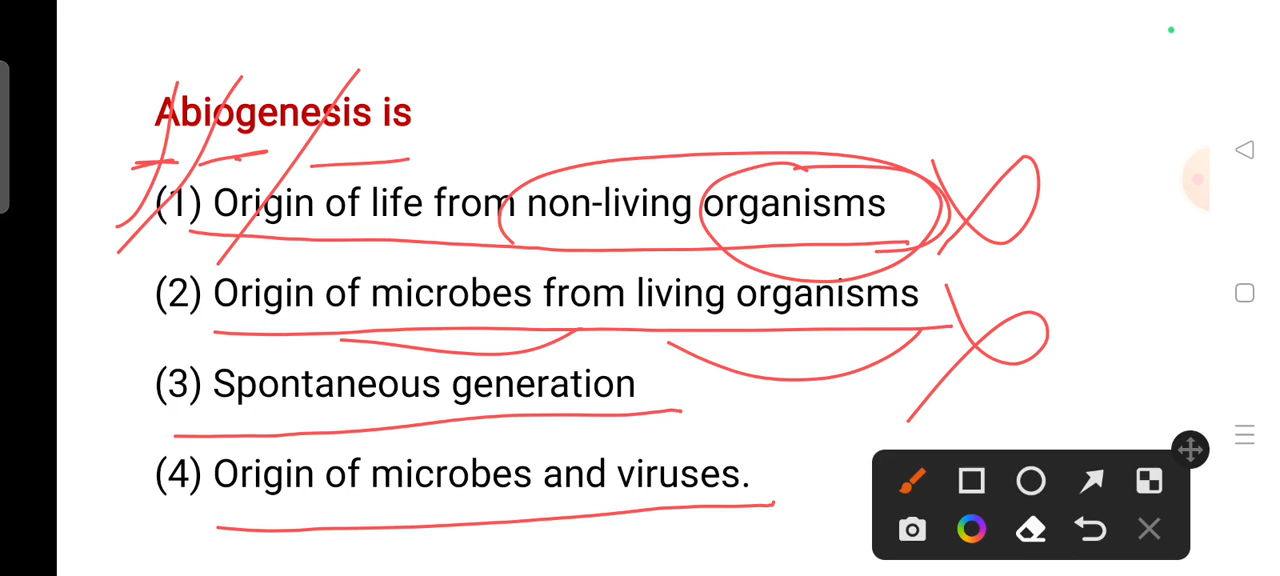 Abiogenesis is
(1) Origin of life from non-living organisms
(2) Origin of microbes from living organisms
(3) Spontaneous generation
(4) Origin of microbes and viruses.